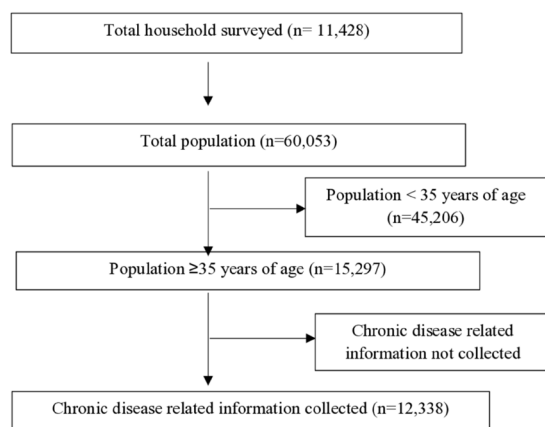 Total household surveyed (n= 11,428)
Total population (n=60,053)
Population < 35 years of age
(n=45,206)
Population ≥35 years of age (n=15,297)
Chronic disease related
information not collected
Chronic disease related information collected (n=12,338)